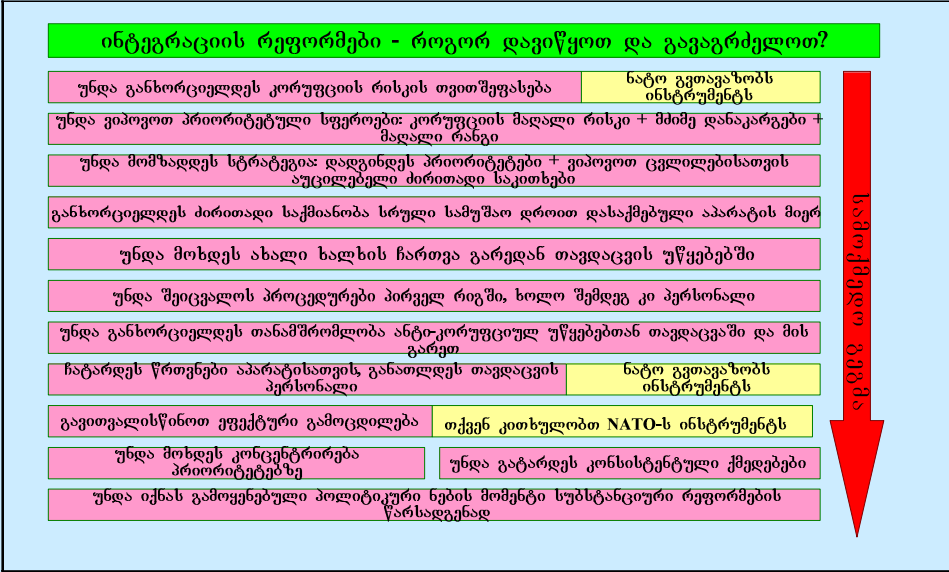 ინტეგრაციის რეფორმები - როგორ დავიწყოთ და გავაგრძელოთ?
უნდა განხორციელდეს კორუფციის რისკის თვითშეფასება
ნატო გვთავაზობს
ინსტრუმენტს
უნდა ვიპოვოთ პრიორიტეტული სფეროები: კორუფციის მაღალი რისკი + მძიმე დანაკარგები +
მაღალი რანგი
უნდა მომზადდეს სტრატეგია: დადგინდეს პრიორიტეტები + ვიპოვოთ ცვლილებისათვის
აუცილებელი ძირითადი საკითხები
განხორციელდეს ძირითადი საქმიანობა სრული სამუშაო დროით დასაქმებული აპარატის მიერ
უნდა მოხდეს ახალი ხალხის ჩართვა გარედან თავდაცვის უწყებებში
უნდა შეიცვალოს პროცედურები პირველ რიგში, ხოლო შემდეგ კი პერსონალი
უნდა განხორციელდეს თანამშრომლობა ანტი-კორუფციულ უწყებებთან თავდაცვაში და მის
გარეთ
ჩატარდეს წრთვნები აპარატისათვის, განათლდეს თავდაცვის
პერსონალი
ნატო გვთავაზობს
ინსტრუმენტს
გავითვალისწინოთ ეფექტური გამოცდილება
თქვენ კითხულობთ NATO-ს ინსტრუმენტს
უნდა მოხდეს კონცენტრირება
პრიორიტეტებზე
უნდა გატარდეს კონსისტენტული ქმედებები
უნდა იქნას გამოყენებული პოლიტიკური ნების მომენტი სუბსტანციური რეფორმების
წარსადგენად
სამოქმედო გეგმა